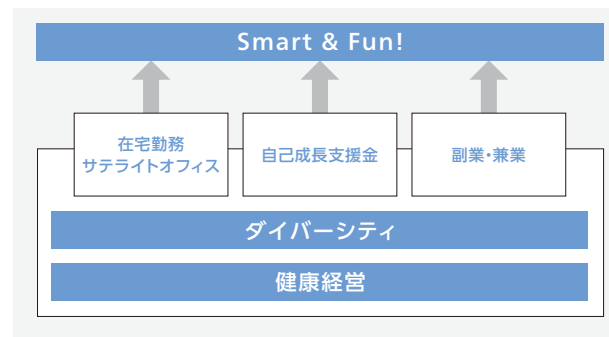 Smart & Fun!
在宅勤務
サテライトオフィス
自己成長支援金
副業・兼業
ダイバーシティ
健康経営